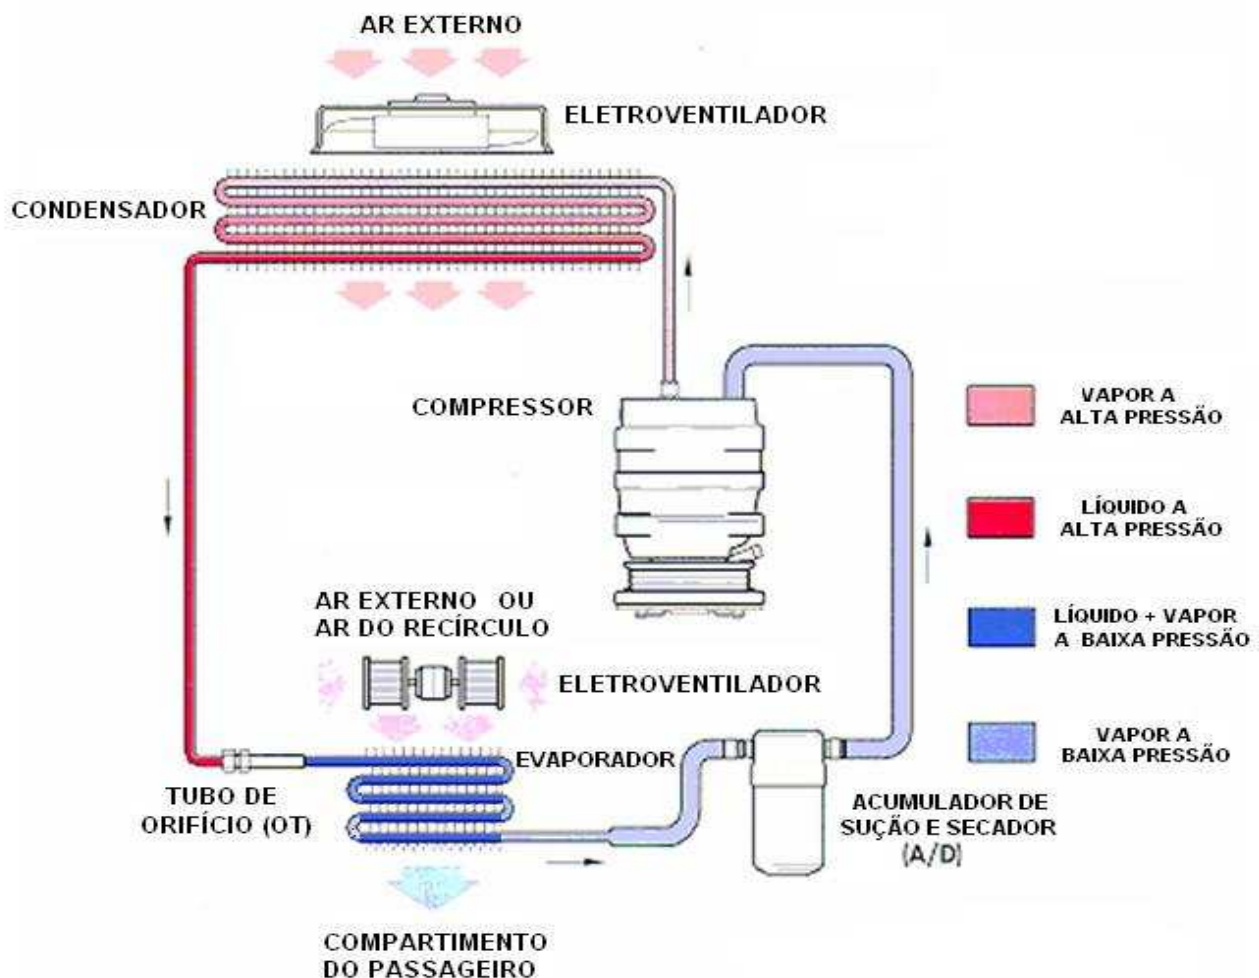 AR EXTERNO
ELETROVENTILADOR
CONDENSADOR
COMPRESSOR
VAPOR A
ALTA PRESSÃO
LÍQUIDO A
ALTA PRESSÃO
AR EXTERNO OU
AR DO RECÍRCULO
LÍQUIDO + VAPOR
A BAIXA PRESSÃO
ELETROVENTILADOR
VAPOR A
BAIXA PRESSÃO
EVAPORADOR
TUBO DE
ORIFÍCIO (OT)
ACUMULADOR DE
SUÇÃO E SECADOR
(A/D)
COMPARTIMENTO
DO PASSAGEIRO